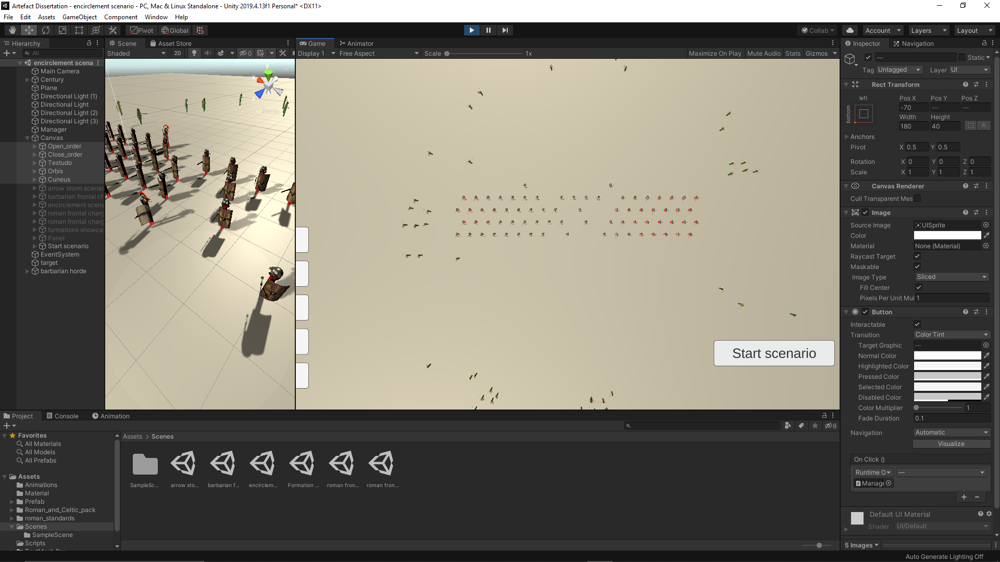 Artefact Dissertation - encirclement scenario - PC, Mac & Linux Standalone - Unity 2019.4.13f1 Personal* <DX11>
File Edit Assets GameObject Component Window Help
Pivot Global Collab Account Layers Layout
Hierarchy
All
encirclement scena
Main Camera
Century
Plane
Directional Light (1)
Directional Light
Directional Light (2)
Directional Light (3)
Manager
Canvas
Open_order
Close_order
Testudo
Orbis
Cuneus
arrow storm scenar
barbarian frontal ch
encirclement scena
roman frontal charg
roman frontal charg
formations showca
Panel
Start scenario
EventSystem
target
barbarian horde
Scene Asset Store
Shaded 2D 0
y
x
z
Persp
Game Animator
Display 1 Free Aspect Scale 1x Maximize On Play Mute Audio Stats Gizmos
Start scenario
Inspector Navigation
— Static
Tag Untagged Layer UI
Rect Transform
left
bottom
Pos X Pos Y Pos Z
-70 — —
Width Height
180 40 R
Anchors
Pivot X 0.5 Y 0.5
Rotation X 0 Y 0 Z 0
Scale X 1 Y 1 Z 1
Canvas Renderer
Cull Transparent Mes
Image
Source Image UISprite
Color
Material None (Material)
Raycast Target
Maskable
Image Type Sliced
Fill Center
Pixels Per Unit Mul 1
Button
Interactable
Transition Color Tint
Target Graphic —
Normal Color
Highlighted Color
Pressed Color
Selected Color
Disabled Color
Color Multiplier 1
Fade Duration 0.1
Navigation Automatic
Visualize
On Click ()
Runtime O —
Manage
+ −
Default UI Material
Shader UI/Default
5 Images
Project Console Animation
8
Favorites
All Materials
All Models
All Prefabs
Assets
Animations
Material
Prefab
Roman_and_Celtic_pack
roman_standards
Scenes
SampleScene
Scripts
Assets > Scenes
SampleSc... arrow sto... barbarian f... encirclem... Formation ... roman fron... roman fron...
Auto Generate Lighting Off